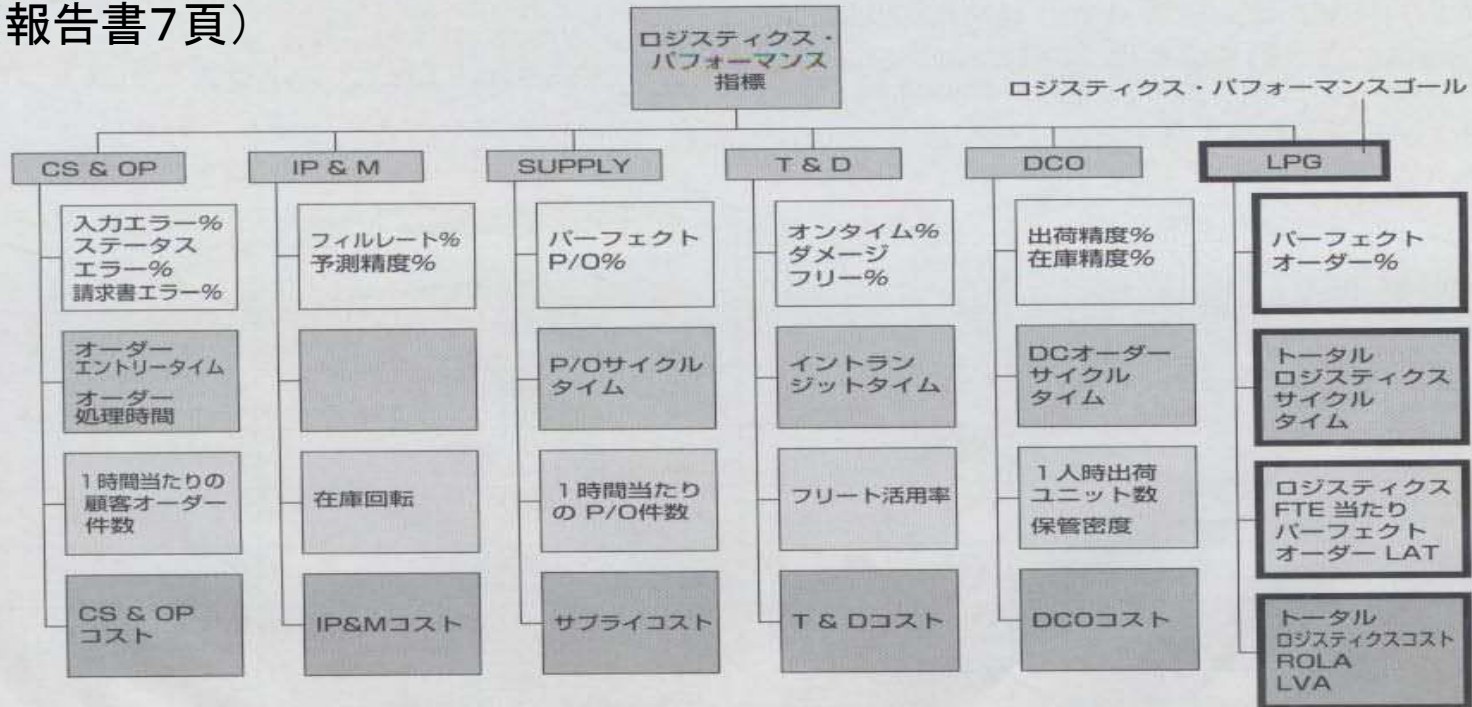 報告書7頁）
ロジスティクス・
パフォーマンス
指標
ロジスティクス・パフォーマンスゴール
CS & OP
IP & M
SUPPLY
T & D
DCO
LPG
入力エラー%
ステータス
エラー%
請求書エラー%
フィルレート%
予測精度%
パーフェクト
P/O%
オンタイム%
ダメージ
フリー%
出荷精度%
在庫精度%
パーフェクト
オーダー%
オーダー
エントリータイム
オーダー
処理時間
P/Oサイクル
タイム
イントラン
ジットタイム
DCオーダー
サイクル
タイム
トータル
ロジスティクス
サイクル
タイム
1時間当たりの
顧客オーダー
件数
在庫回転
1時間当たり
の P/O件数
フリート活用率
1人時出荷
ユニット数
保管密度
ロジスティクス
FTE 当たり
パーフェクト
オーダー LAT
CS & OP
コスト
IP&Mコスト
サプライコスト
T & Dコスト
DCOコスト
トータル
ロジスティクスコスト
ROLA
LVA